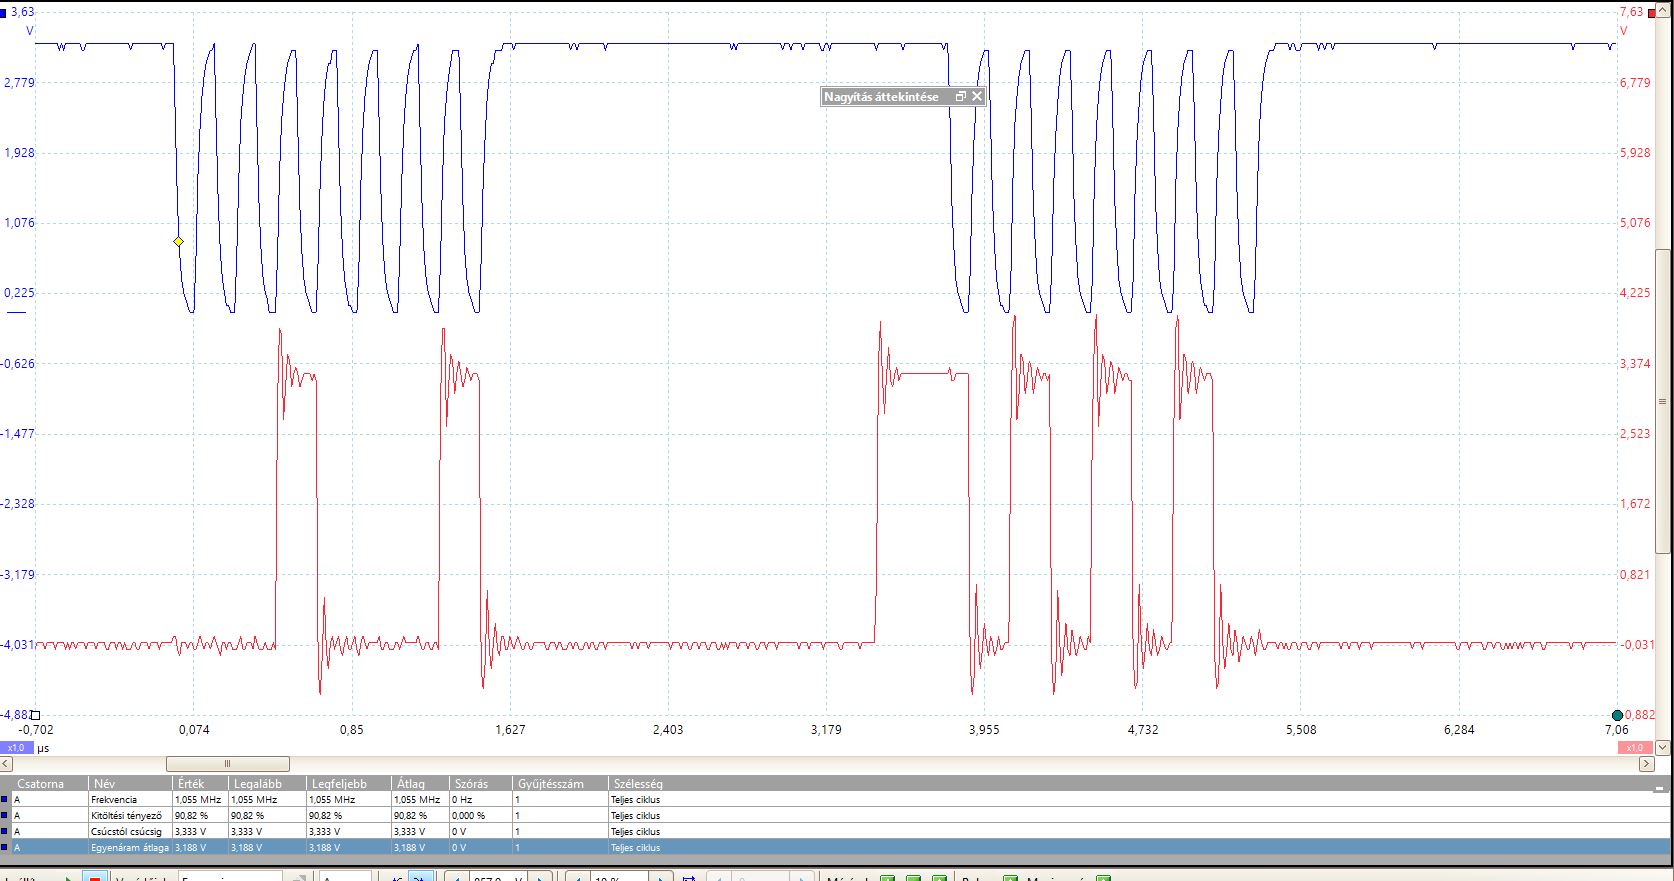 3,63 7,63
V V
2,779 6,779
Nagyítás áttekintése
1,928 5,928
1,076 5,076
0,225 4,225
-0,626 3,374
-1,477 2,523
-2,328 1,672
-3,179 0,821
-4,031 -0,031
-4,882 0,882
-0,702 0,074 0,85 1,627 2,403 3,179 3,955 4,732 5,508 6,284 7,06
x1,0 µs x1,0
Csatorna Név Érték Legalább Legfeljebb Átlag Szórás Gyűjtésszám Szélesség
A Frekvencia 1,055 MHz 1,055 MHz 1,055 MHz 1,055 MHz 0 Hz 1 Teljes ciklus
A Kitöltési tényező 90,82 % 90,82 % 90,82 % 90,82 % 0,000 % 1 Teljes ciklus
A Csúcstól csúcsig 3,333 V 3,333 V 3,333 V 3,333 V 0 V 1 Teljes ciklus
A Egyenáram átlaga 3,188 V 3,188 V 3,188 V 3,188 V 0 V 1 Teljes ciklus